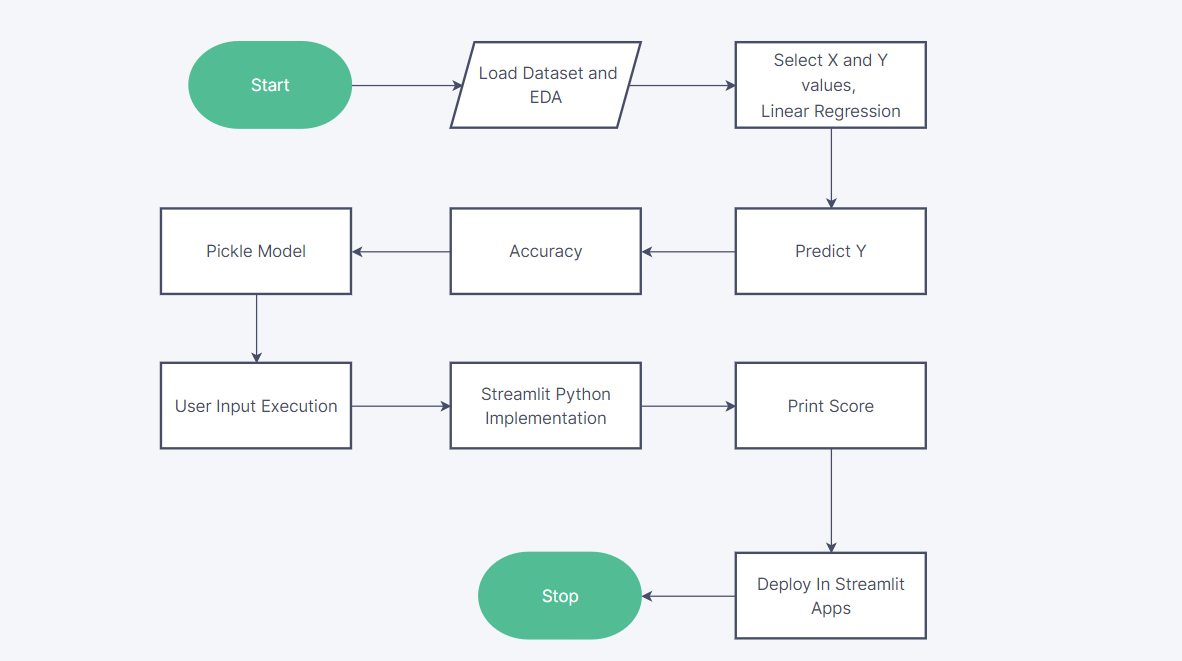 Start
Load Dataset and
EDA
Select X and Y
values,
Linear Regression
Predict Y
Accuracy
Pickle Model
User Input Execution
Streamlit Python
Implementation
Print Score
Deploy In Streamlit
Apps
Stop